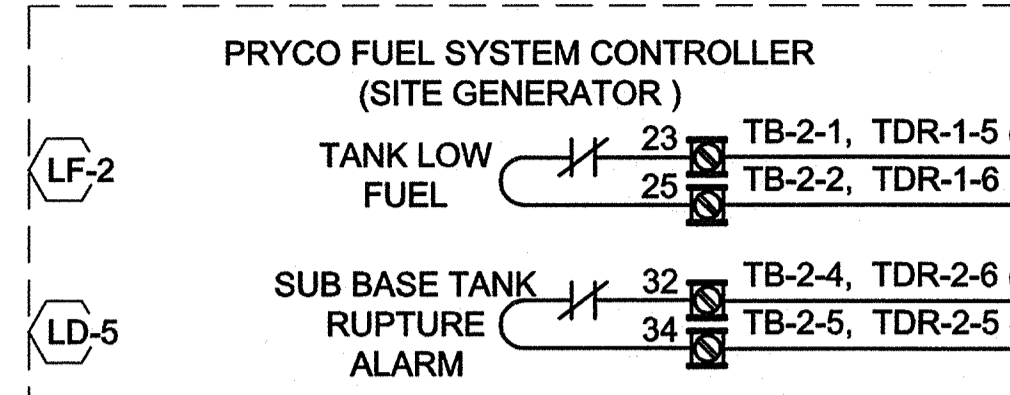 PRYCO FUEL SYSTEM CONTROLLER
(SITE GENERATOR )
LF-2
TANK LOW
FUEL
23
TB-2-1, TDR-1-5
25
TB-2-2, TDR-1-6
LD-5
SUB BASE TANK
RUPTURE
ALARM
32
TB-2-4, TDR-2-6
34
TB-2-5, TDR-2-5